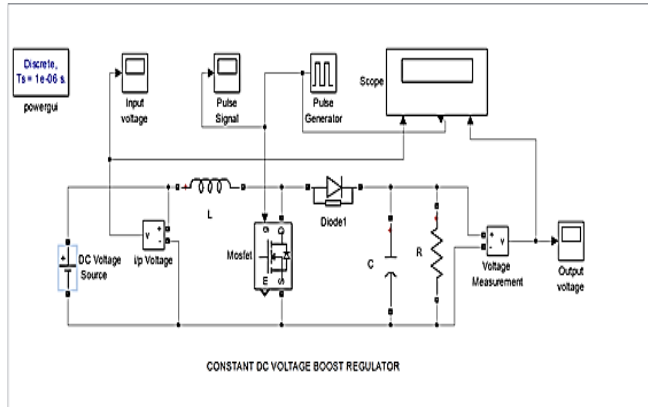 Discrete,
Ts = 1e-06 s.
powergui
Input
voltage
Pulse
Signal
Pulse
Generator
Scope
L
Diode1
v
+
-
i/p Voltage
+
DC Voltage
Source
Mosfet
g
D
m
S
C
R
+
-
v
Voltage
Measurement
Output
voltage
CONSTANT DC VOLTAGE BOOST REGULATOR